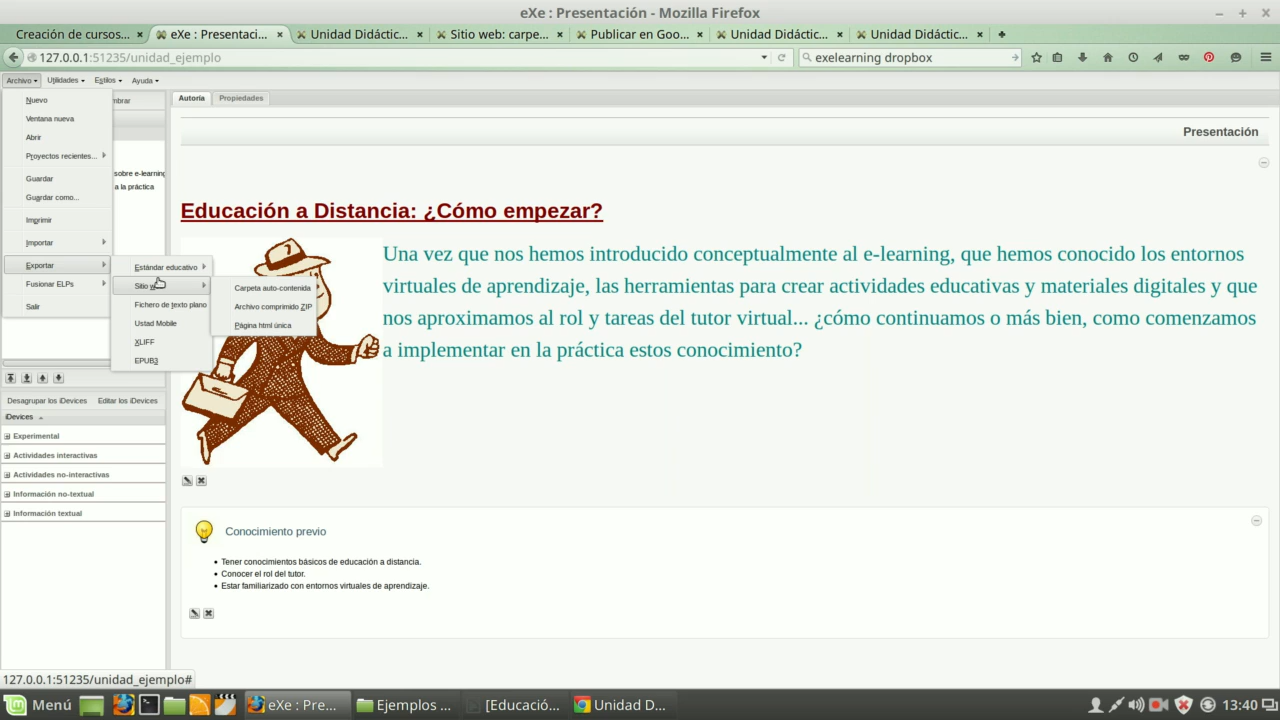 eXe : Presentación - Mozilla Firefox
Creación de cursos... × eXe : Presentaci... × Unidad Didáctic... × Sitio web: carpe... × Publicar en Goo... × Unidad Didáctic... × Unidad Didáctic... ×
127.0.0.1:51235/unidad_ejemplo
exelearning dropbox
Archivo Utilidades Estilos Ayuda
Nuevo
Ventana nueva
Abrir
Proyectos recientes...
Guardar
Guardar como...
Imprimir
Importar
Exportar
Fusionar ELPs
Salir
mbrar
sobre e-learning
a la práctica
Estándar educativo
Sitio
Fichero de texto plano
Ustad Mobile
XLIFF
EPUB3
Carpeta auto-contenida
Archivo comprimido ZIP
Página html única
Desagrupar los iDevices Editar los iDevices
iDevices
Experimental
Actividades interactivas
Actividades no-interactivas
Información no-textual
Información textual
Autoría Propiedades
Presentación
Educación a Distancia: ¿Cómo empezar?
Una vez que nos hemos introducido conceptualmente al e-learning, que hemos conocido los entornos
virtuales de aprendizaje, las herramientas para crear actividades educativas y materiales digitales y que
nos aproximamos al rol y tareas del tutor virtual... ¿cómo continuamos o más bien, como comenzamos
a implementar en la práctica estos conocimiento?
Conocimiento previo
• Tener conocimientos básicos de educación a distancia.
• Conocer el rol del tutor.
• Estar familiarizado con entornos virtuales de aprendizaje.
127.0.0.1:51235/unidad_ejemplo#
Menú eXe : Pre... Ejemplos ... [Educació... Unidad D... 13:40